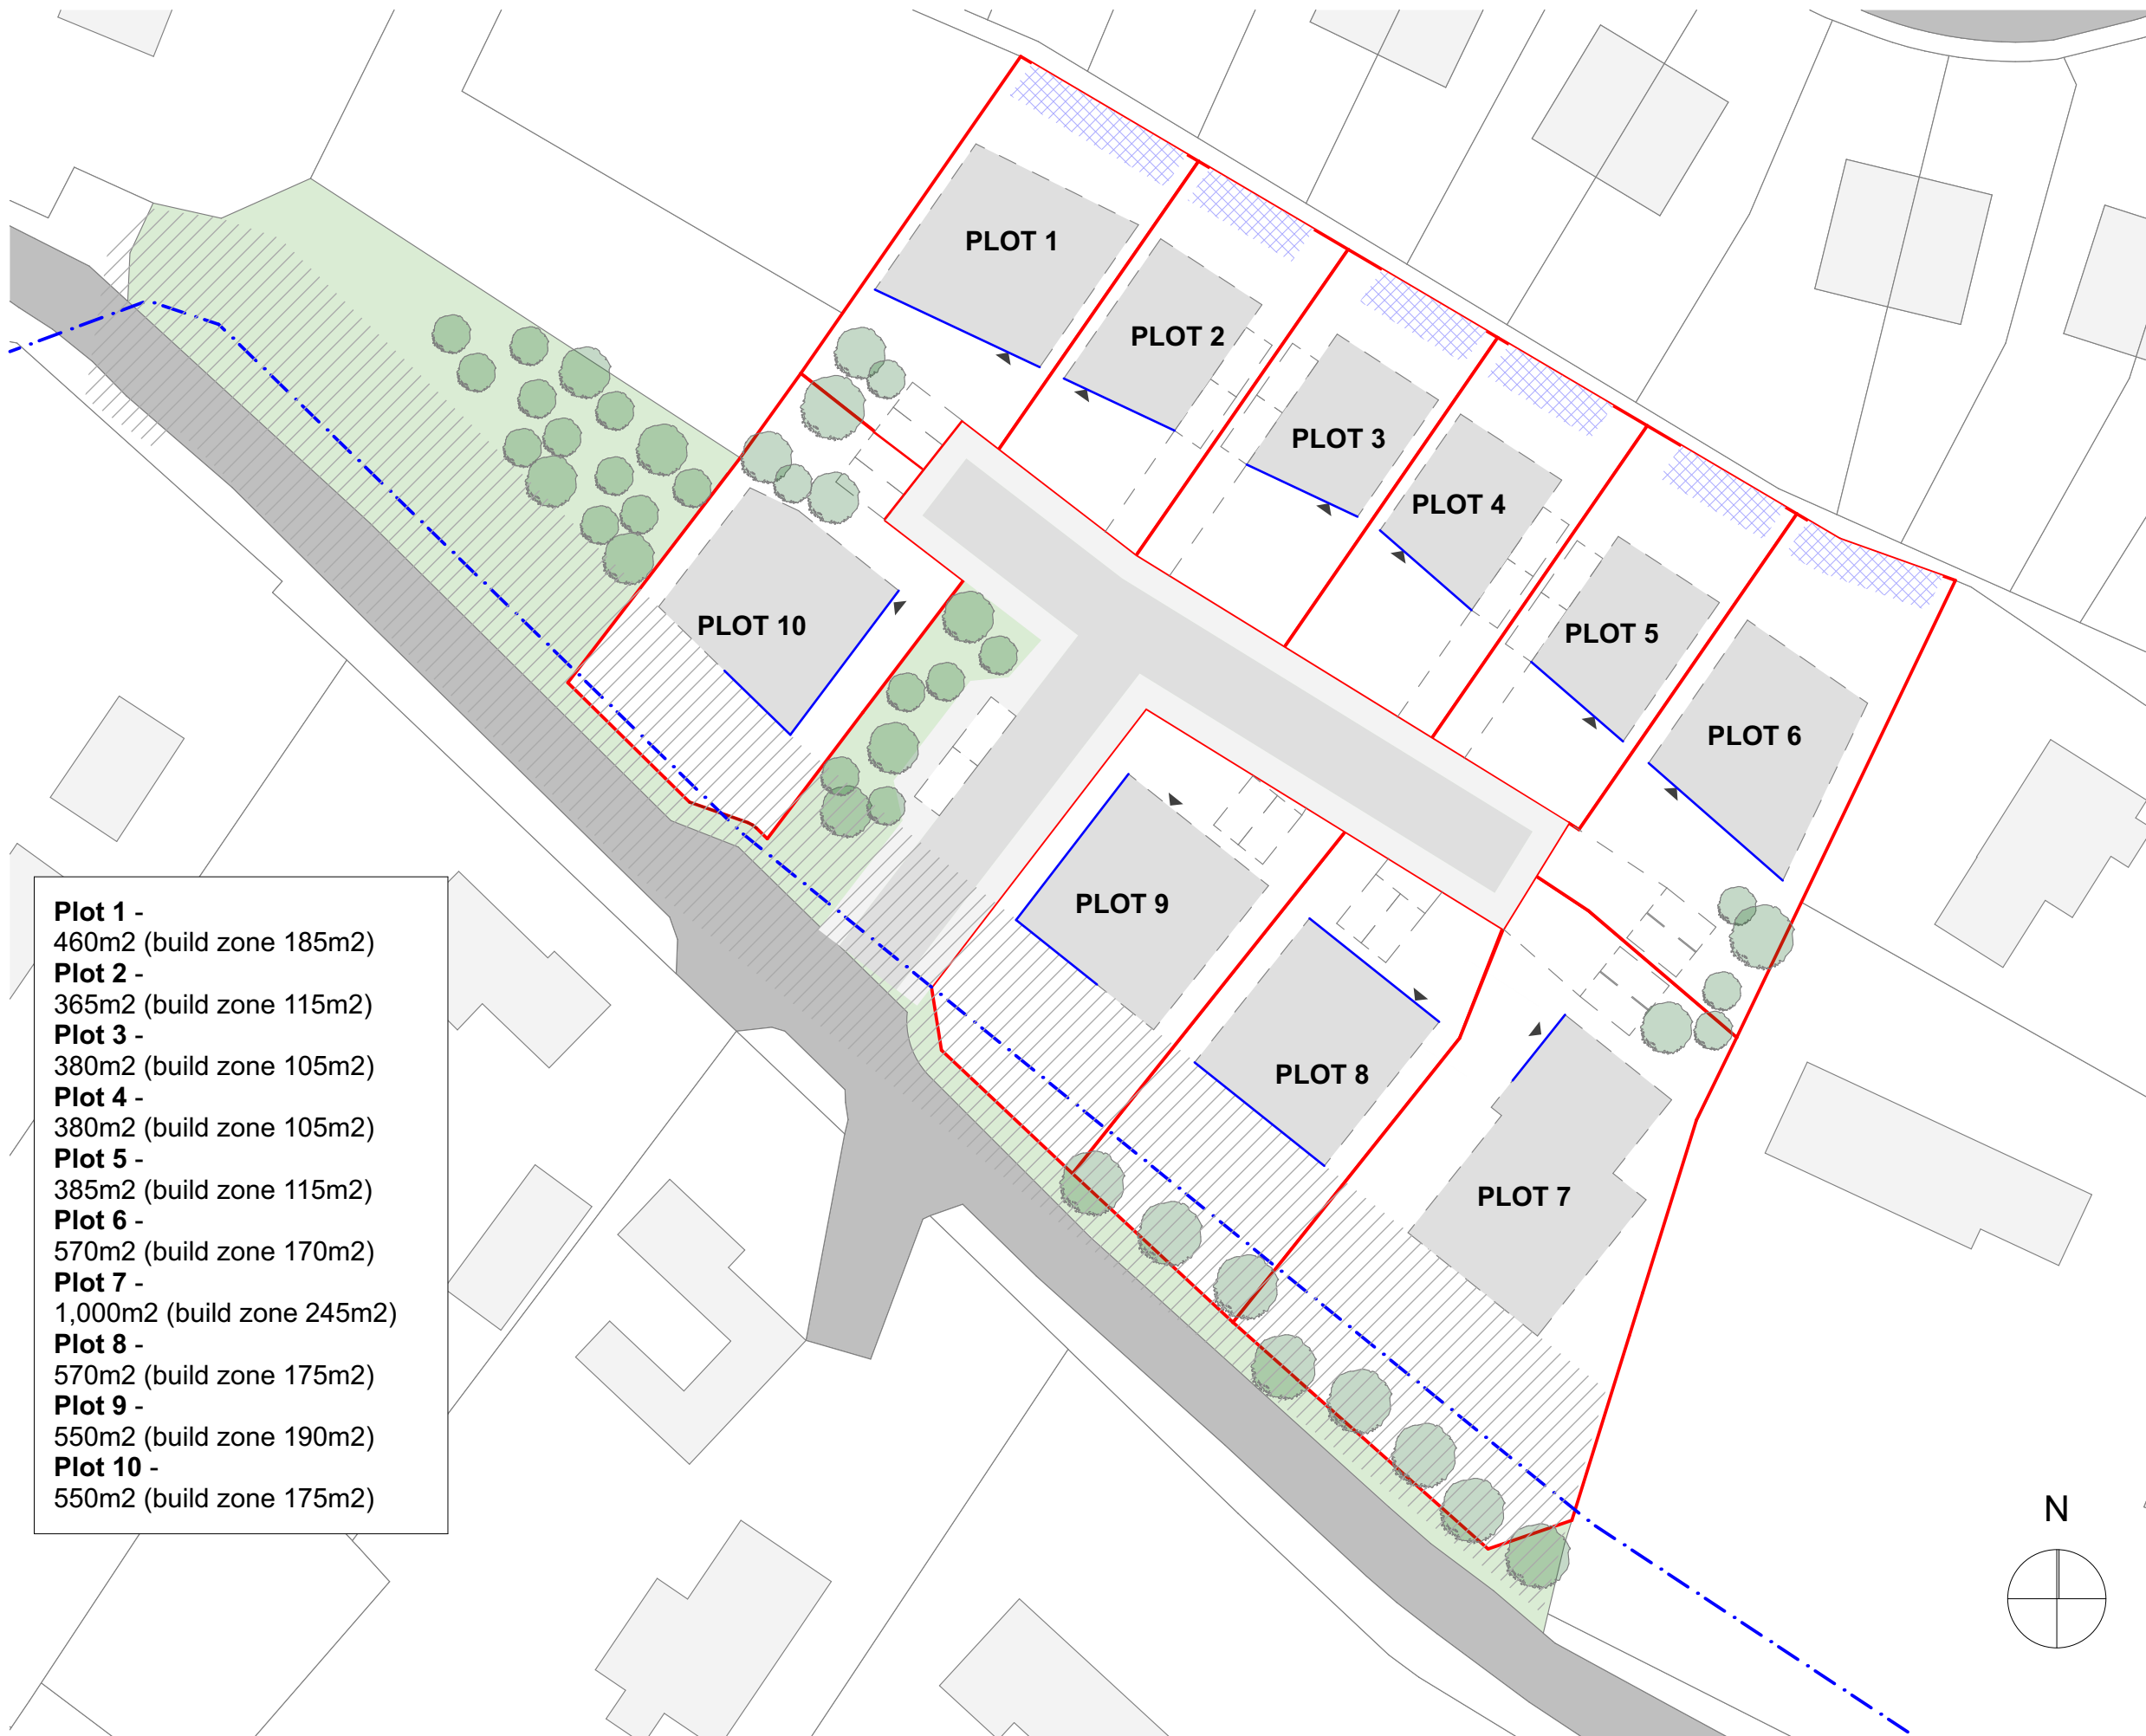 PLOT 1
PLOT 2
PLOT 3
PLOT 4
PLOT 5
PLOT 6
PLOT 10
PLOT 9
PLOT 8
PLOT 7
Plot 1 -
460m2 (build zone 185m2)
Plot 2 -
365m2 (build zone 115m2)
Plot 3 -
380m2 (build zone 105m2)
Plot 4 -
380m2 (build zone 105m2)
Plot 5 -
385m2 (build zone 115m2)
Plot 6 -
570m2 (build zone 170m2)
Plot 7 -
1,000m2 (build zone 245m2)
Plot 8 -
570m2 (build zone 175m2)
Plot 9 -
550m2 (build zone 190m2)
Plot 10 -
550m2 (build zone 175m2)
N